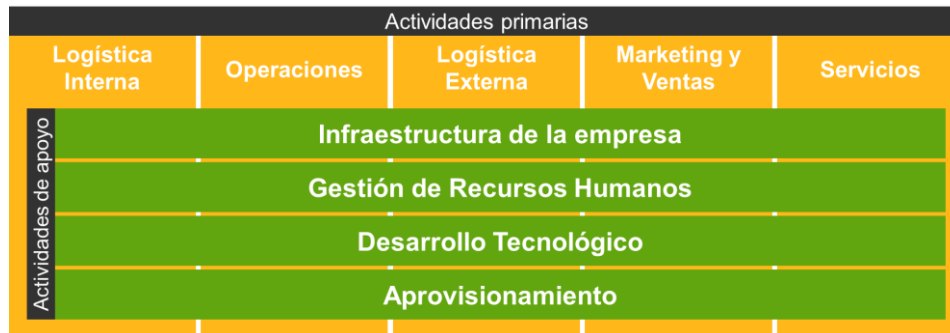 Actividades primarias
Logística
Interna
Operaciones
Logística
Externa
Marketing y
Ventas
Servicios
Actividades de apoyo
Infraestructura de la empresa
Gestión de Recursos Humanos
Desarrollo Tecnológico
Aprovisionamiento